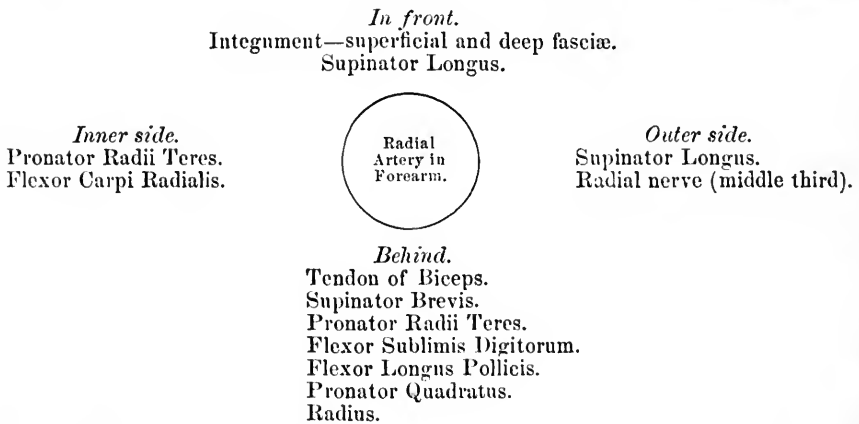 In front.
Integument—superficial and deep fasciæ.
Supinator Longus.
Inner side.
Pronator Radii Teres.
Flexor Carpi Radialis.
Radial
Artery in
Forearm.
Outer side.
Supinator Longus.
Radial nerve (middle third).
Behind.
Tendon of Biceps.
Supinator Brevis.
Pronator Radii Teres.
Flexor Sublimis Digitorum.
Flexor Longus Pollicis.
Pronator Quadratus.
Radius.